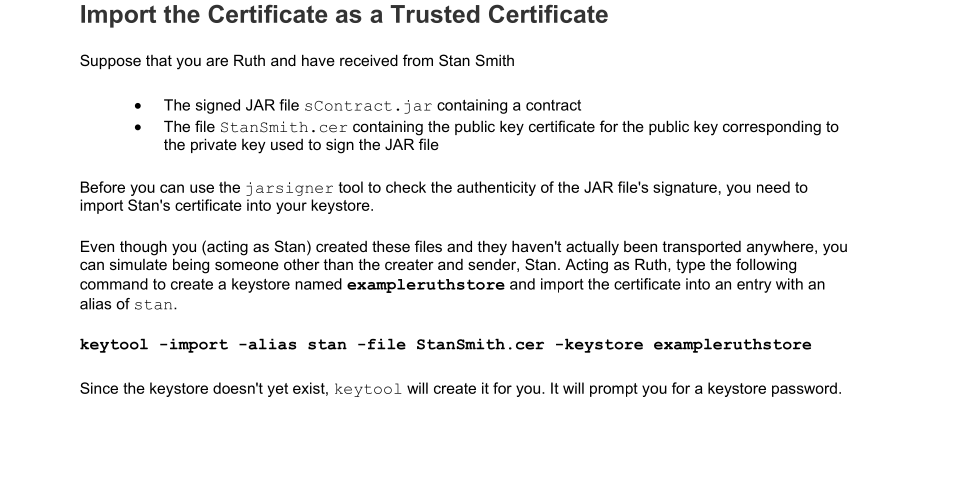 Import the Certificate as a Trusted Certificate
Suppose that you are Ruth and have received from Stan Smith
• The signed JAR file sContract.jar containing a contract
• The file StanSmith.cer containing the public key certificate for the public key corresponding to
the private key used to sign the JAR file
Before you can use the jarsigner tool to check the authenticity of the JAR file's signature, you need to
import Stan's certificate into your keystore.
Even though you (acting as Stan) created these files and they haven't actually been transported anywhere, you
can simulate being someone other than the creater and sender, Stan. Acting as Ruth, type the following
command to create a keystore named exampleruthstore and import the certificate into an entry with an
alias of stan.
keytool -import -alias stan -file StanSmith.cer -keystore exampleruthstore
Since the keystore doesn't yet exist, keytool will create it for you. It will prompt you for a keystore password.